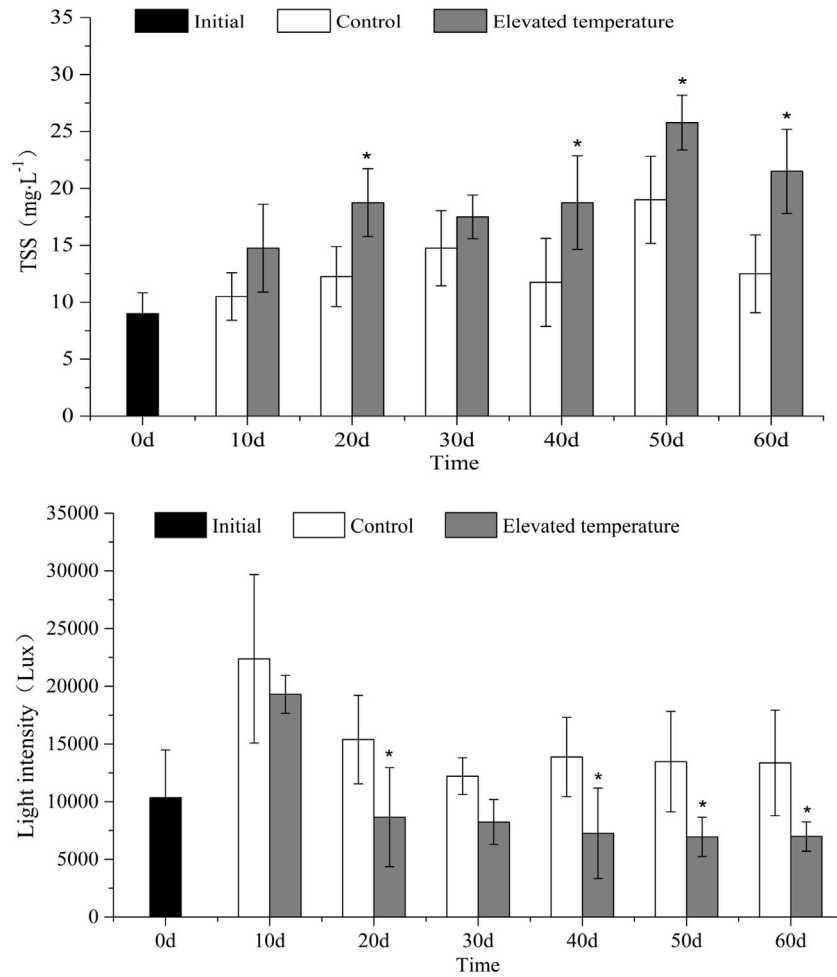 35
30
25
20
15
10
5
0
TSS（mg·L-1）
Initial Control Elevated temperature
* * * *
0d 10d 20d 30d 40d 50d 60d
Time
35000
30000
25000
20000
15000
10000
5000
0
Light intensity（Lux）
Initial Control Elevated temperature
* * * *
0d 10d 20d 30d 40d 50d 60d
Time